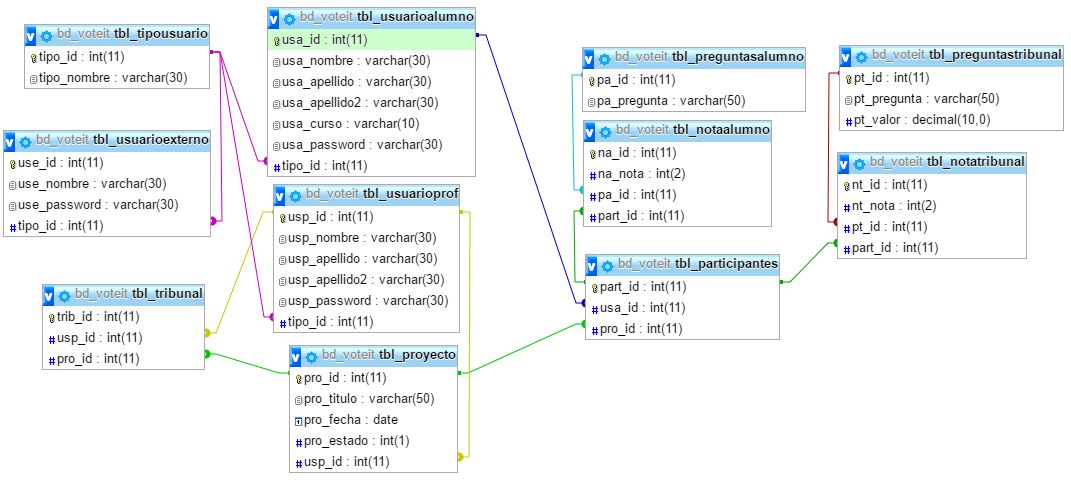 bd_voteit tbl_tipousuario
tipo_id : int(11)
tipo_nombre : varchar(30)
bd_voteit tbl_usuarioexterno
use_id : int(11)
use_nombre : varchar(30)
use_password : varchar(30)
tipo_id : int(11)
bd_voteit tbl_tribunal
trib_id : int(11)
usp_id : int(11)
pro_id : int(11)
bd_voteit tbl_usuarioalumno
usa_id : int(11)
usa_nombre : varchar(30)
usa_apellido : varchar(30)
usa_apellido2 : varchar(30)
usa_curso : varchar(10)
usa_password : varchar(30)
tipo_id : int(11)
bd_voteit tbl_usuarioprof
usp_id : int(11)
usp_nombre : varchar(30)
usp_apellido : varchar(30)
usp_apellido2 : varchar(30)
usp_password : varchar(30)
tipo_id : int(11)
bd_voteit tbl_proyecto
pro_id : int(11)
pro_titulo : varchar(50)
pro_fecha : date
pro_estado : int(1)
usp_id : int(11)
bd_voteit tbl_preguntasalumno
pa_id : int(11)
pa_pregunta : varchar(50)
bd_voteit tbl_notaalumno
na_id : int(11)
na_nota : int(2)
pa_id : int(11)
part_id : int(11)
bd_voteit tbl_participantes
part_id : int(11)
usa_id : int(11)
pro_id : int(11)
bd_voteit tbl_preguntastribunal
pt_id : int(11)
pt_pregunta : varchar(50)
pt_valor : decimal(10,0)
bd_voteit tbl_notatribunal
nt_id : int(11)
nt_nota : int(2)
pt_id : int(11)
part_id : int(11)